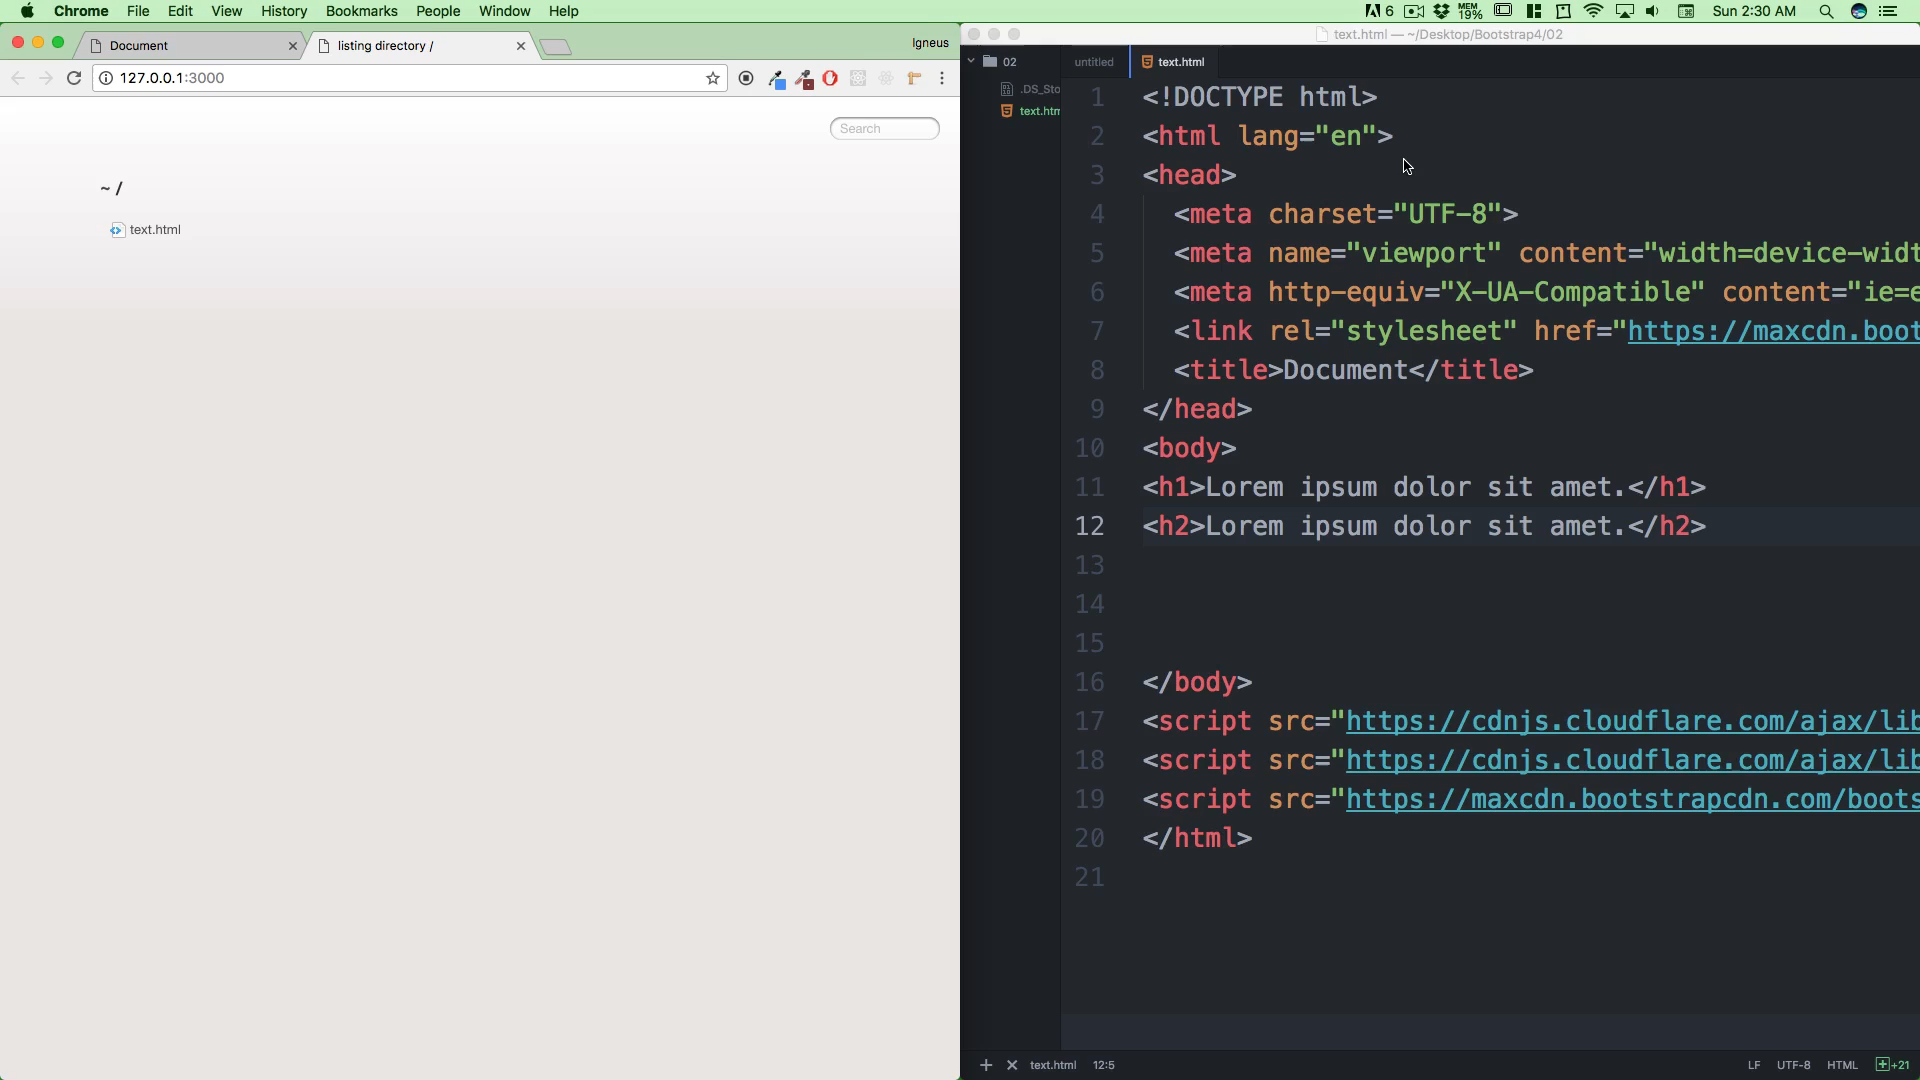 Chrome File Edit View History Bookmarks People Window Help
6 MEM 19% Sun 2:30 AM
Document
listing directory /
Igneus
127.0.0.1:3000
Search
~ /
text.html
text.html — ~/Desktop/Bootstrap4/02
02
.DS_Sto
text.htm
untitled
text.html
1 <!DOCTYPE html>
2 <html lang="en">
3 <head>
4 <meta charset="UTF-8">
5 <meta name="viewport" content="width=device-widt
6 <meta http-equiv="X-UA-Compatible" content="ie=e
7 <link rel="stylesheet" href="https://maxcdn.boot
8 <title>Document</title>
9 </head>
10 <body>
11 <h1>Lorem ipsum dolor sit amet.</h1>
12 <h2>Lorem ipsum dolor sit amet.</h2>
13
14
15
16 </body>
17 <script src="https://cdnjs.cloudflare.com/ajax/lib
18 <script src="https://cdnjs.cloudflare.com/ajax/lib
19 <script src="https://maxcdn.bootstrapcdn.com/boots
20 </html>
21
text.html 12:5
LF UTF-8 HTML +21